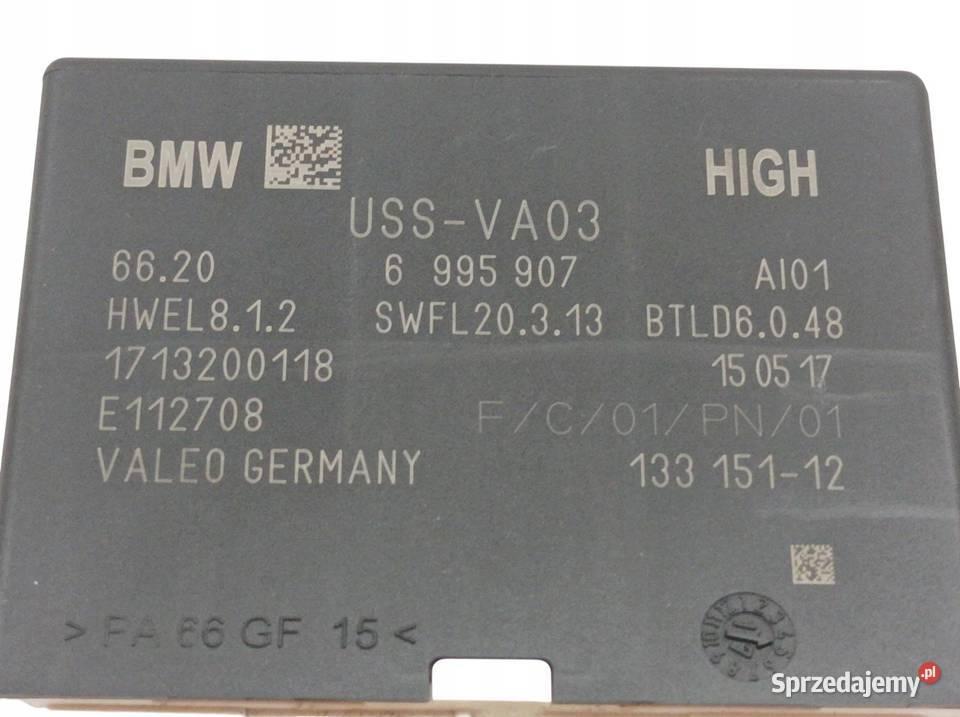 BMW HIGH
USS-VA03
66.20 6 995 907 AI01
HWEL8.1.2 SWFL20.3.13 BTLD6.0.48
1713200118 15 05 17
E112708 F/C/01/PN/01
VALEO GERMANY 133 151-12
> PA 66 GF 15 <
Sprzedajemy.pl